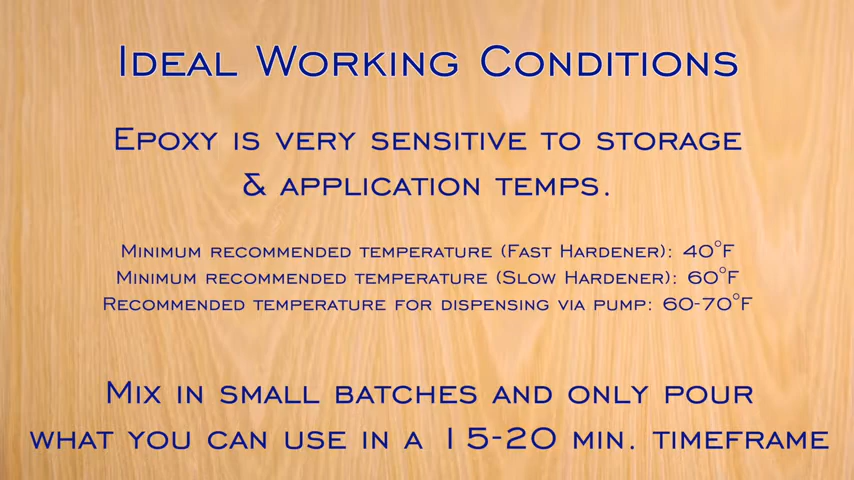 Ideal Working Conditions
Epoxy is very sensitive to storage
& application temps.
Minimum recommended temperature (Fast Hardener): 40°F
Minimum recommended temperature (Slow Hardener): 60°F
Recommended temperature for dispensing via pump: 60-70°F
Mix in small batches and only pour
what you can use in a 15-20 min. timeframe